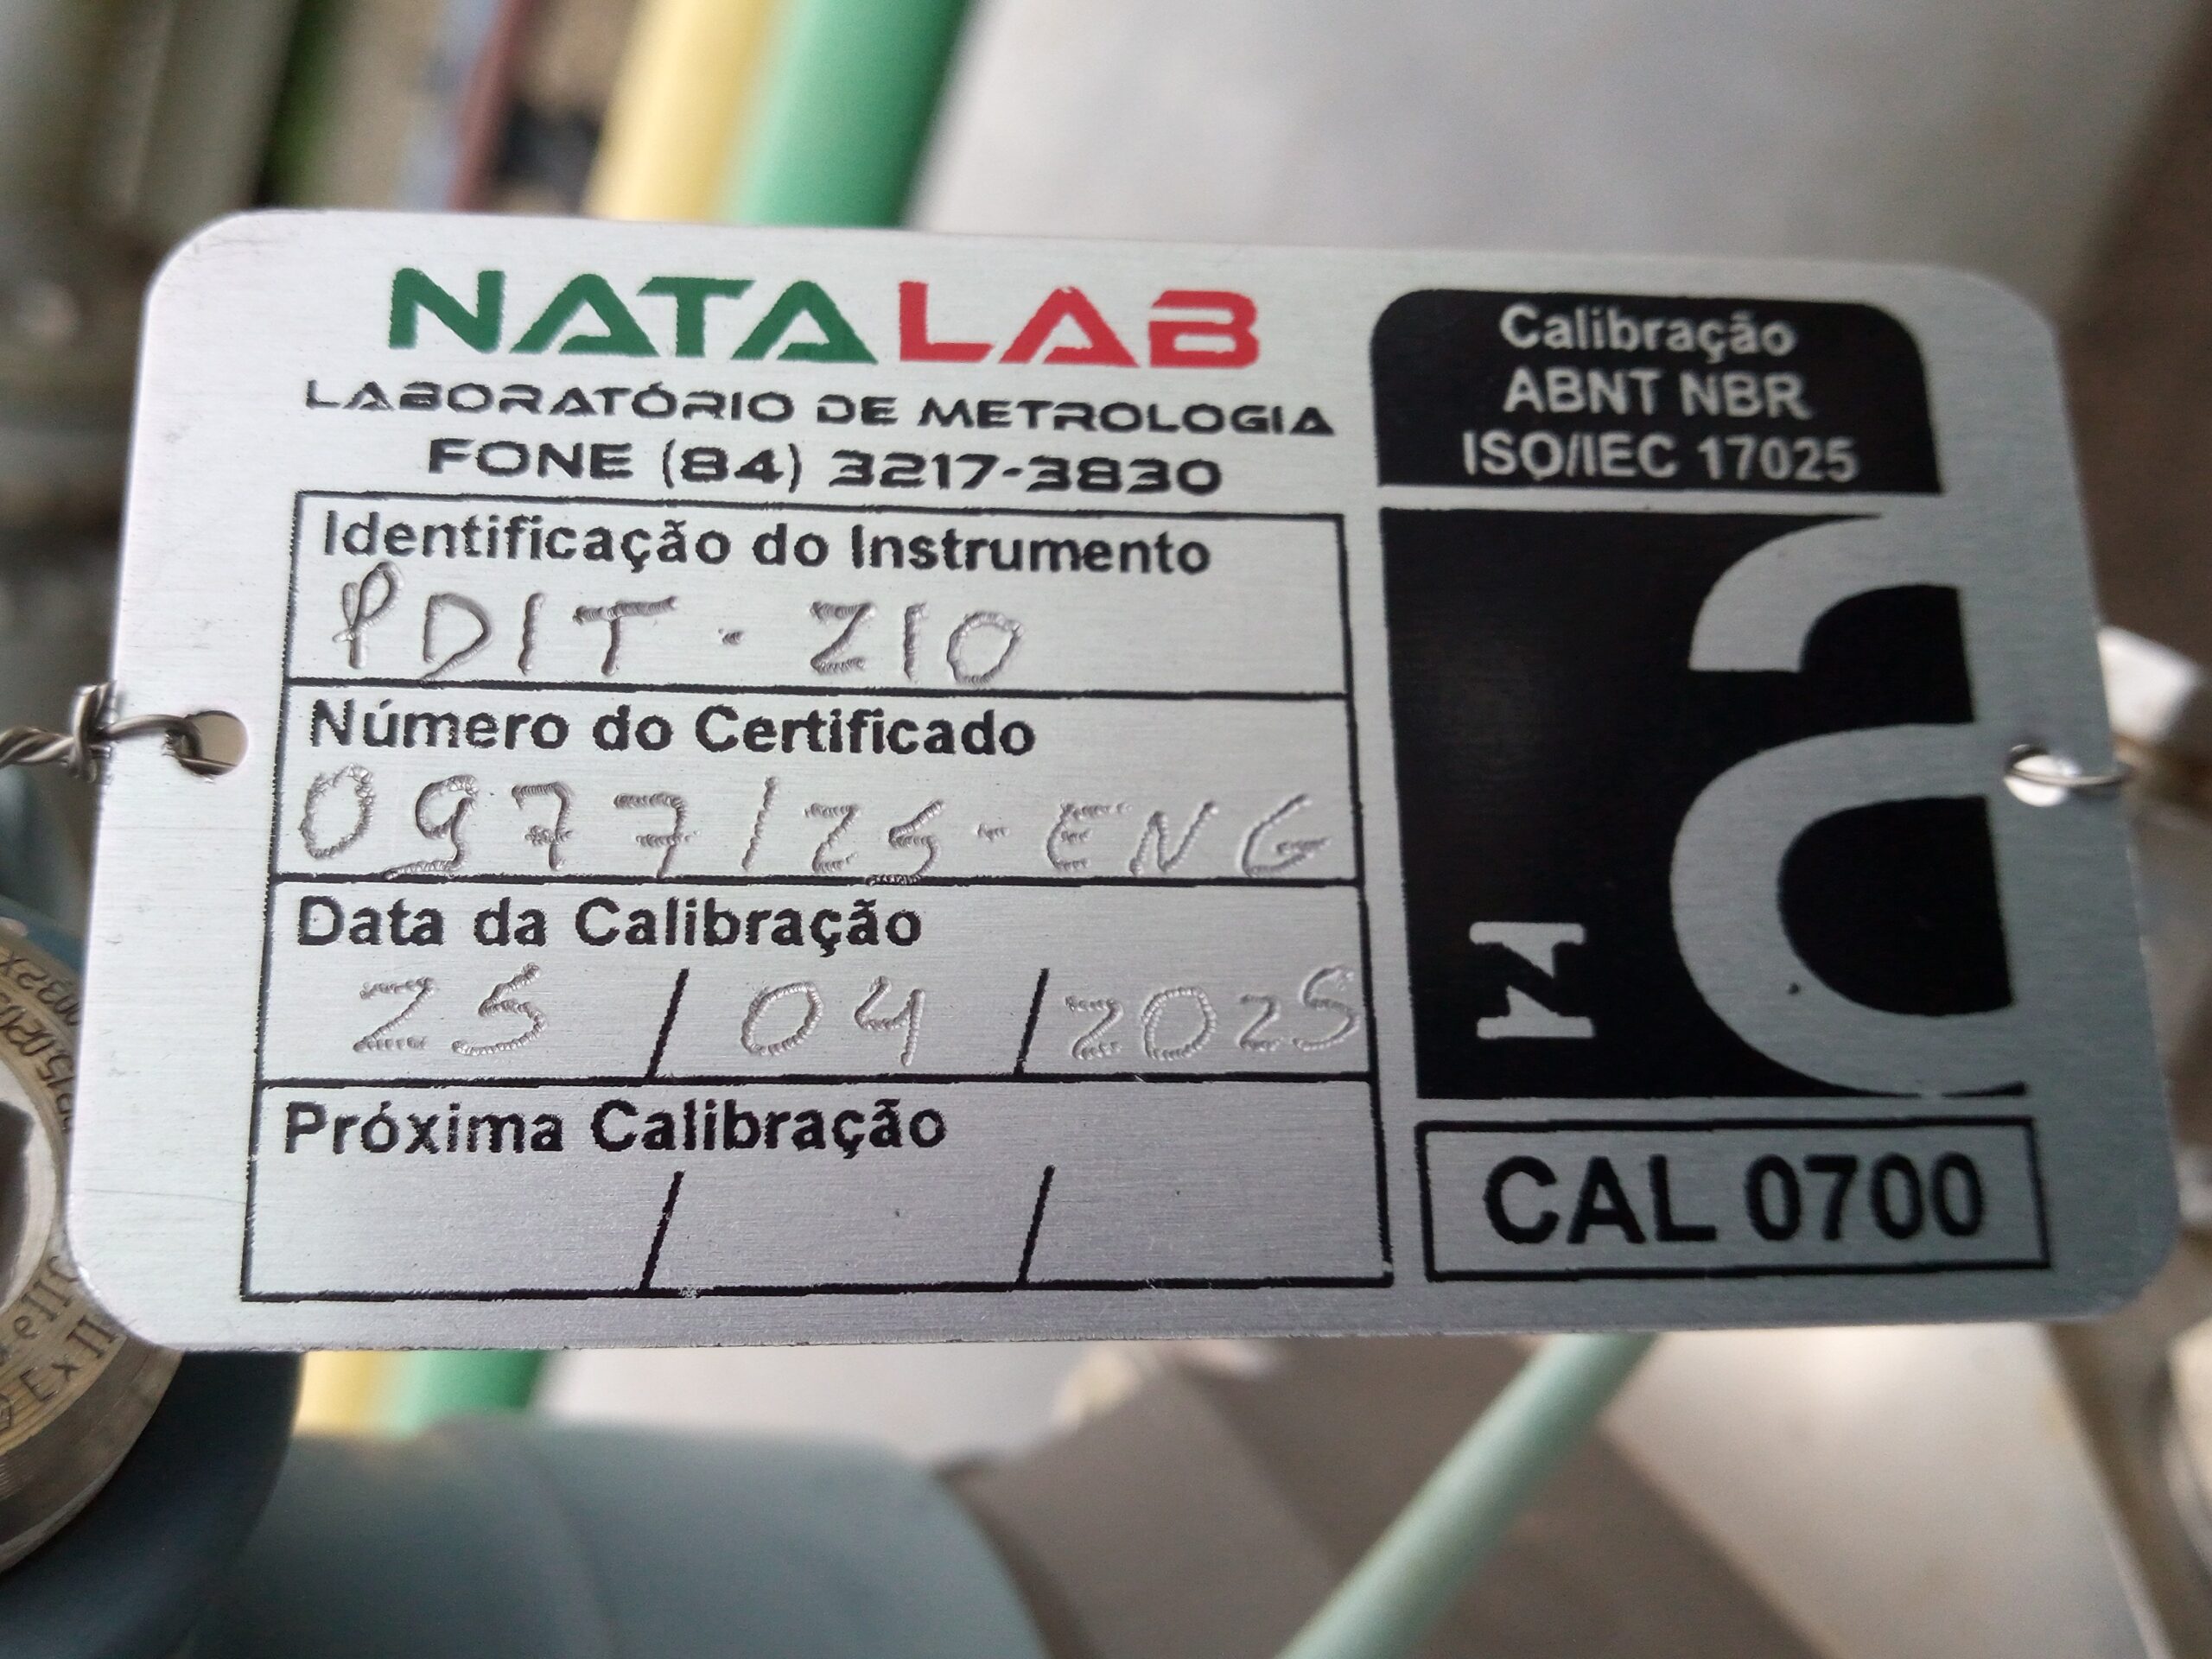 NATALAB
LABORATÓRIO DE METROLOGIA
FONE (84) 3217-3830
Identificação do Instrumento
PDIT - 210
Número do Certificado
0977/25-ENG
Data da Calibração
25/04/2025
Próxima Calibração
/ /
Calibração
ABNT NBR
ISO/IEC 17025
CAL 0700